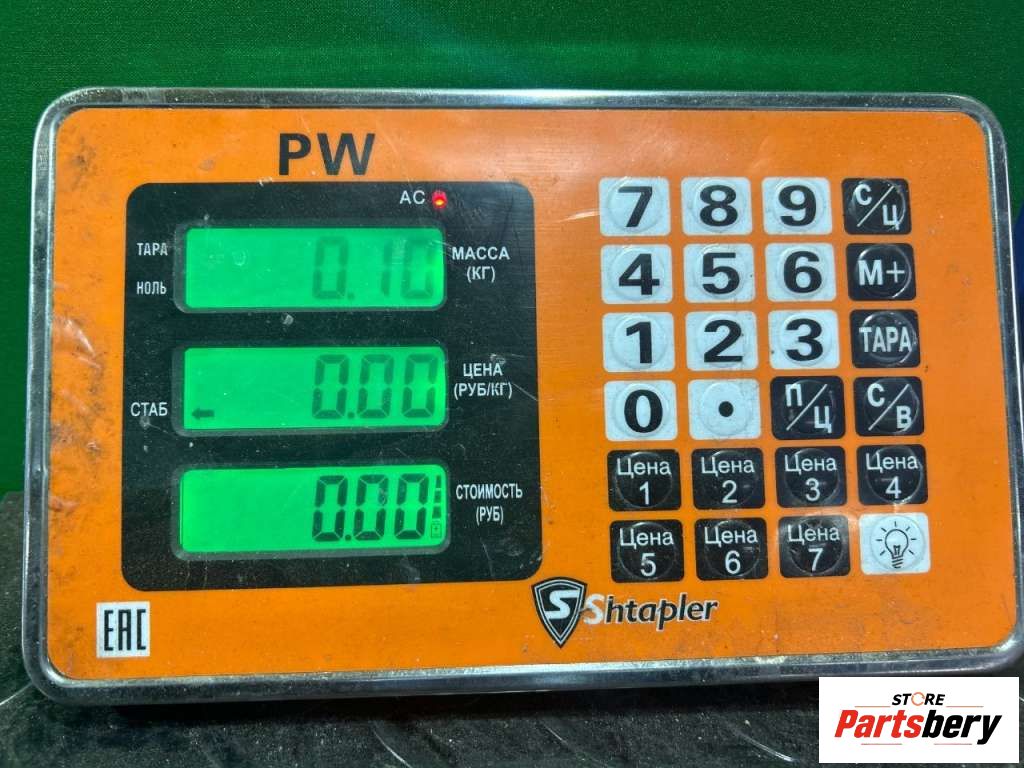 PW
AC
ТАРА
НОЛЬ
0.10
МАССА
(КГ)
СТАБ
0.00
ЦЕНА
(РУБ/КГ)
0.00
СТОИМОСТЬ
(РУБ)
7 8 9 С/Ц
4 5 6 М+
1 2 3 ТАРА
0 . П/Ц С/В
Цена 1 Цена 2 Цена 3 Цена 4
Цена 5 Цена 6 Цена 7
EAC
S Shtapler
STORE
Partsbery